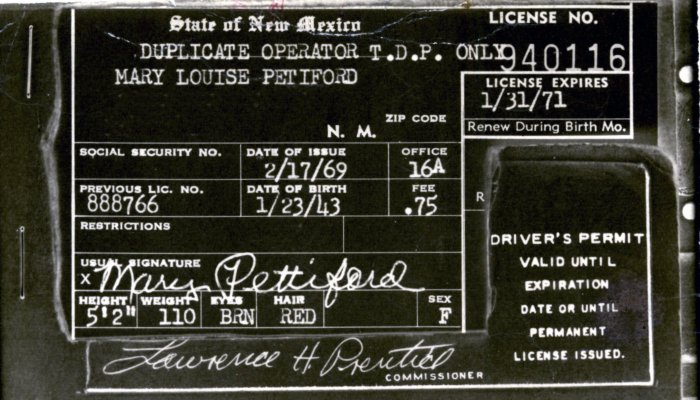 State of New Mexico
LICENSE NO.
DUPLICATE OPERATOR T.D.P. ONLY
940116
MARY LOUISE PETIFORD
LICENSE EXPIRES
1/31/71
ZIP CODE
N. M.
Renew During Birth Mo.
SOCIAL SECURITY NO. DATE OF ISSUE OFFICE
2/17/69 16A
PREVIOUS LIC. NO. DATE OF BIRTH FEE
888766 1/23/43 .75
R
RESTRICTIONS
USUAL SIGNATURE
X Mary Pettiford
HEIGHT WEIGHT EYES HAIR SEX
5'2" 110 BRN RED F
DRIVER'S PERMIT
VALID UNTIL
EXPIRATION
DATE OR UNTIL
PERMANENT
LICENSE ISSUED.
Lawrence H Prentice
COMMISSIONER